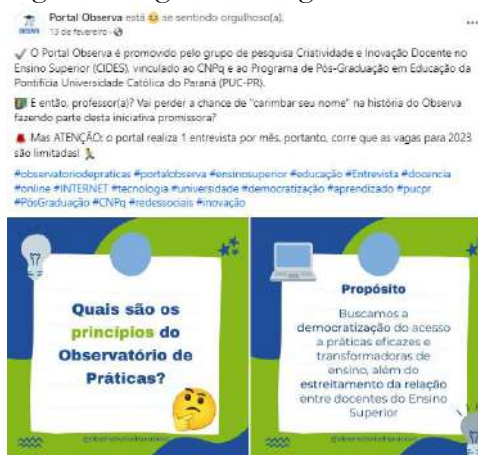 Portal Observa está 😊 se sentindo orgulhoso(a).
13 de fevereiro ·
✔ O Portal Observa é promovido pelo grupo de pesquisa Criatividade e Inovação Docente no
Ensino Superior (CIDES), vinculado ao CNPq e ao Programa de Pós-Graduação em Educação da
Pontifícia Universidade Católica do Paraná (PUC-PR).
E então, professor(a)? Vai perder a chance de "carimbar seu nome" na história do Observa
fazendo parte desta iniciativa promissora?
Mas ATENÇÃO: o portal realiza 1 entrevista por mês, portanto, corre que as vagas para 2023
são limitadas!
#observatoriodepraticas #portalobserva #ensinosuperior #educação #Entrevista #docencia
#online #INTERNET #tecnologia #universidade #democratização #aprendizado #pucpr
#PósGraduação #CNPq #redessociais #inovação
Quais são os
princípios do
Observatório de
Práticas?
Propósito
Buscamos a
democratização do acesso
a práticas eficazes e
transformadoras de
ensino, além do
estreitamento da relação
entre docentes do Ensino
Superior